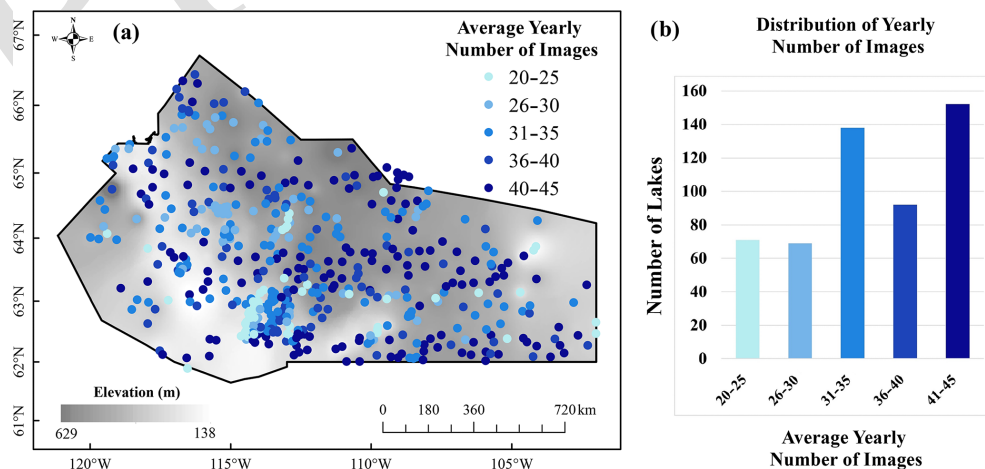 (a)
N
W E
S
Average Yearly
Number of Images
20-25
26-30
31-35
36-40
40-45
67°N
66°N
65°N
64°N
63°N
62°N
61°N
Elevation (m)
629 138
0 180 360 720 km
120°W 115°W 110°W 105°W
(b)
Distribution of Yearly
Number of Images
Number of Lakes
160
140
120
100
80
60
40
20
0
20-25 26-30 31-35 36-40 41-45
Average Yearly
Number of Images